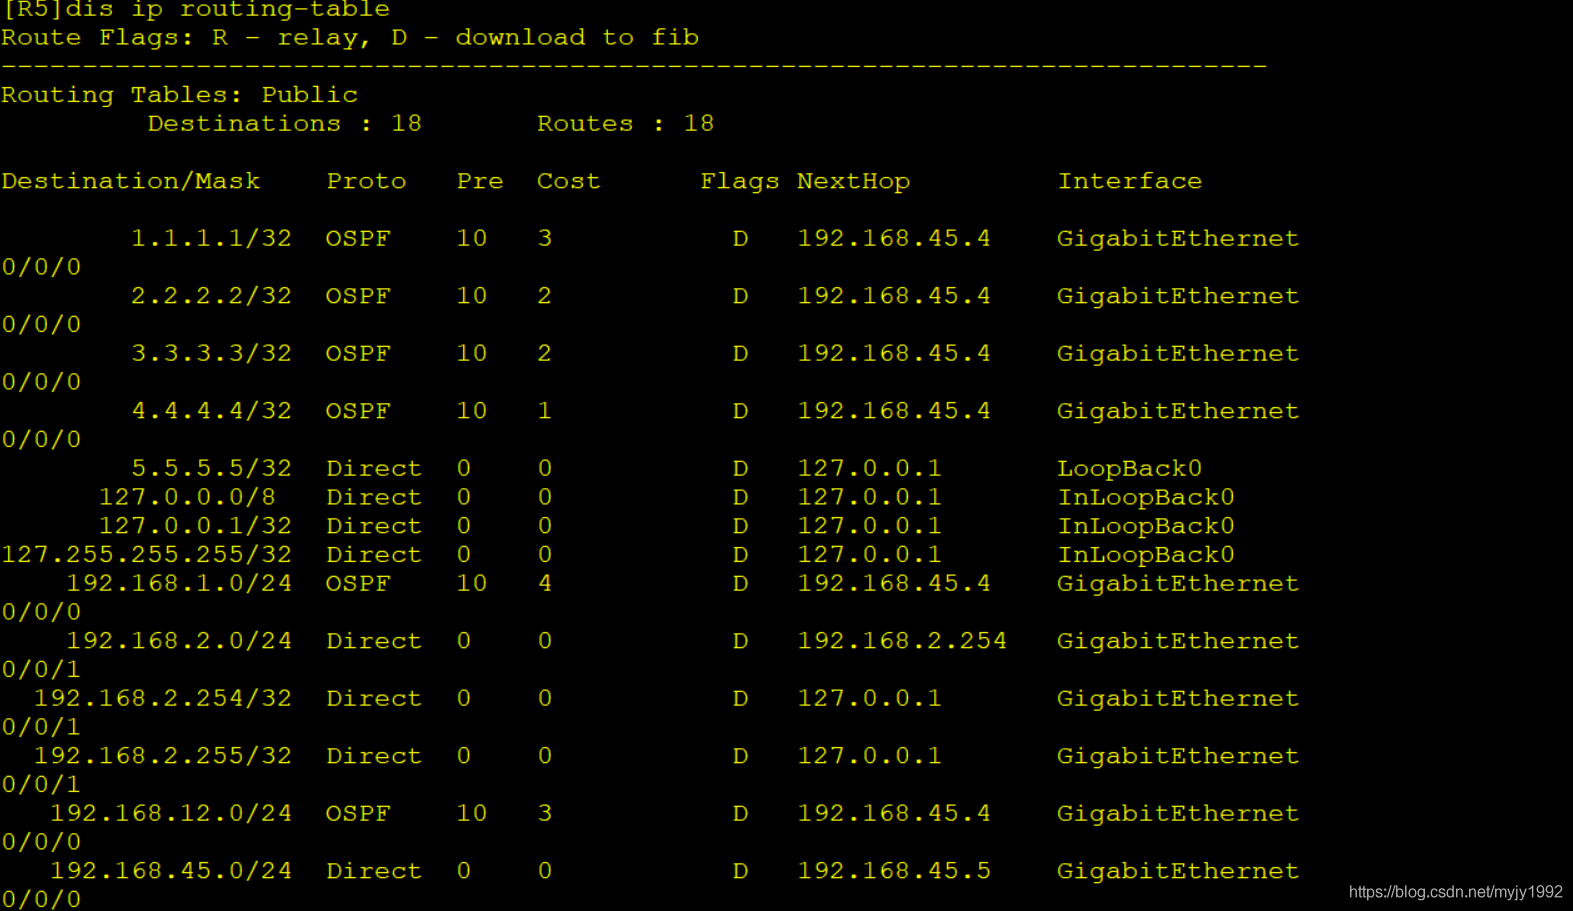 [R5]dis ip routing-table
Route Flags: R - relay, D - download to fib
------------------------------------------------------------------------------
Routing Tables: Public
         Destinations : 18       Routes : 18

Destination/Mask    Proto   Pre  Cost      Flags NextHop         Interface

        1.1.1.1/32  OSPF    10   3           D   192.168.45.4    GigabitEthernet
0/0/0
        2.2.2.2/32  OSPF    10   2           D   192.168.45.4    GigabitEthernet
0/0/0
        3.3.3.3/32  OSPF    10   2           D   192.168.45.4    GigabitEthernet
0/0/0
        4.4.4.4/32  OSPF    10   1           D   192.168.45.4    GigabitEthernet
0/0/0
        5.5.5.5/32  Direct  0    0           D   127.0.0.1       LoopBack0
      127.0.0.0/8   Direct  0    0           D   127.0.0.1       InLoopBack0
      127.0.0.1/32  Direct  0    0           D   127.0.0.1       InLoopBack0
127.255.255.255/32  Direct  0    0           D   127.0.0.1       InLoopBack0
    192.168.1.0/24  OSPF    10   4           D   192.168.45.4    GigabitEthernet
0/0/0
    192.168.2.0/24  Direct  0    0           D   192.168.2.254   GigabitEthernet
0/0/1
  192.168.2.254/32  Direct  0    0           D   127.0.0.1       GigabitEthernet
0/0/1
  192.168.2.255/32  Direct  0    0           D   127.0.0.1       GigabitEthernet
0/0/1
   192.168.12.0/24  OSPF    10   3           D   192.168.45.4    GigabitEthernet
0/0/0
   192.168.45.0/24  Direct  0    0           D   192.168.45.5    GigabitEthernet
0/0/0
https://blog.csdn.net/myjy1992